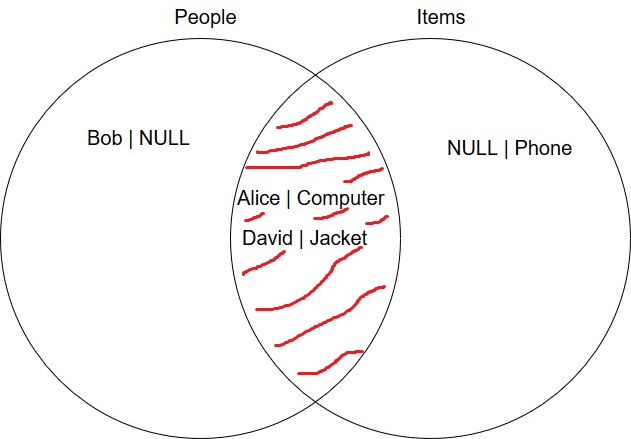 People
Items
Bob | NULL
NULL | Phone
Alice | Computer
David | Jacket